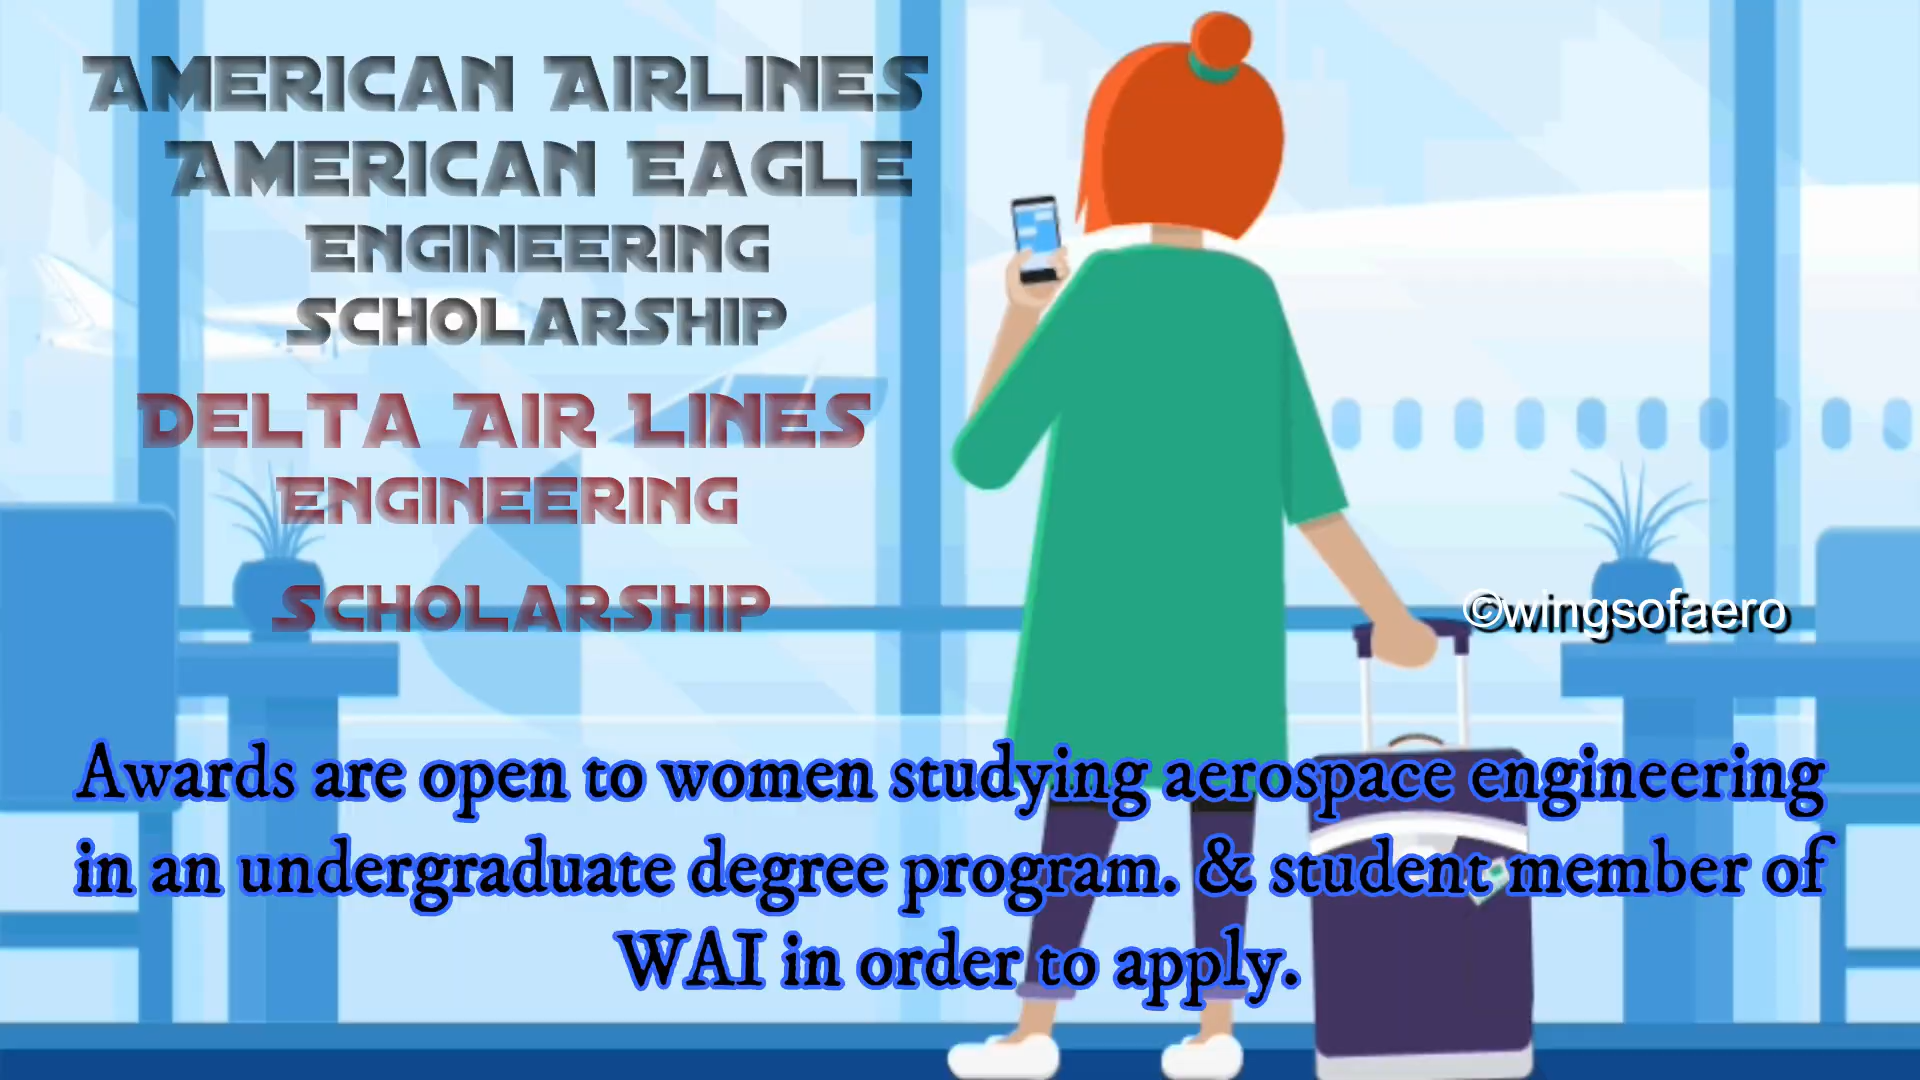 American Airlines
American Eagle
Engineering
Scholarship
Delta Air Lines
Engineering
Scholarship
©wingsofaero
Awards are open to women studying aerospace engineering
in an undergraduate degree program. & student member of
WAI in order to apply.